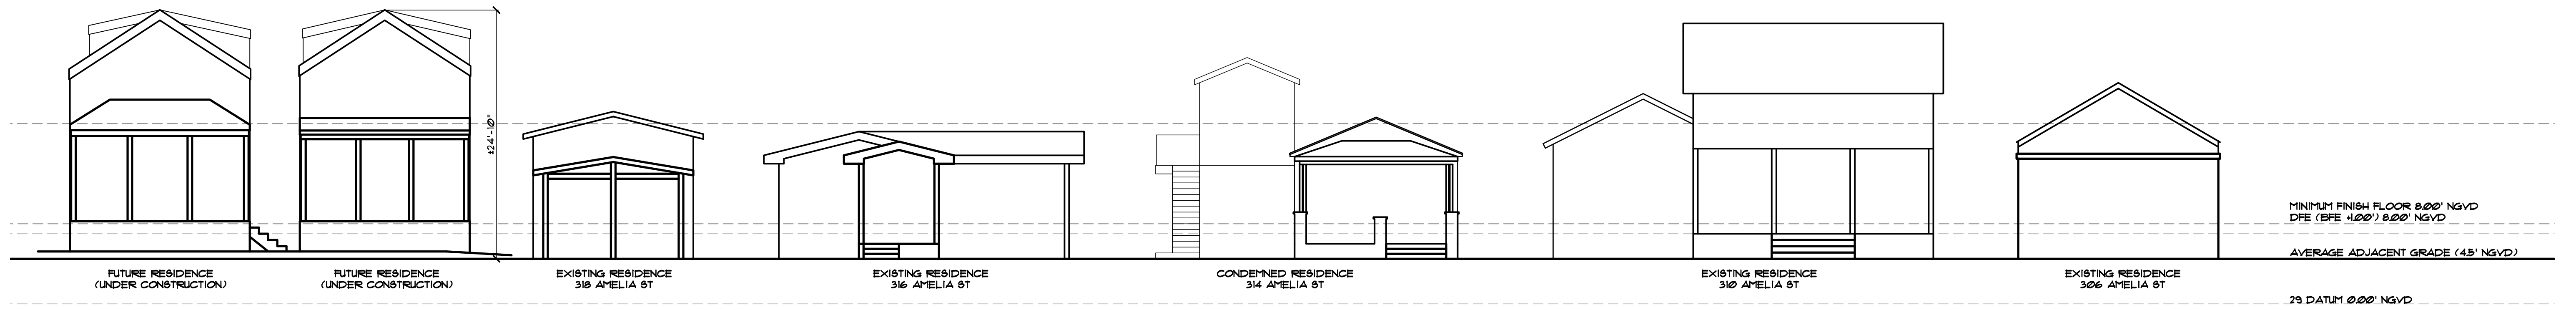 ±24'-10"
MINIMUM FINISH FLOOR 8.00' NGVD
DFE (BFE +1.00') 8.00' NGVD
AVERAGE ADJACENT GRADE (4.5' NGVD)
FUTURE RESIDENCE
(UNDER CONSTRUCTION)
FUTURE RESIDENCE
(UNDER CONSTRUCTION)
EXISTING RESIDENCE
318 AMELIA ST
EXISTING RESIDENCE
316 AMELIA ST
CONDEMNED RESIDENCE
314 AMELIA ST
EXISTING RESIDENCE
310 AMELIA ST
EXISTING RESIDENCE
306 AMELIA ST
29 DATUM 0.00' NGVD